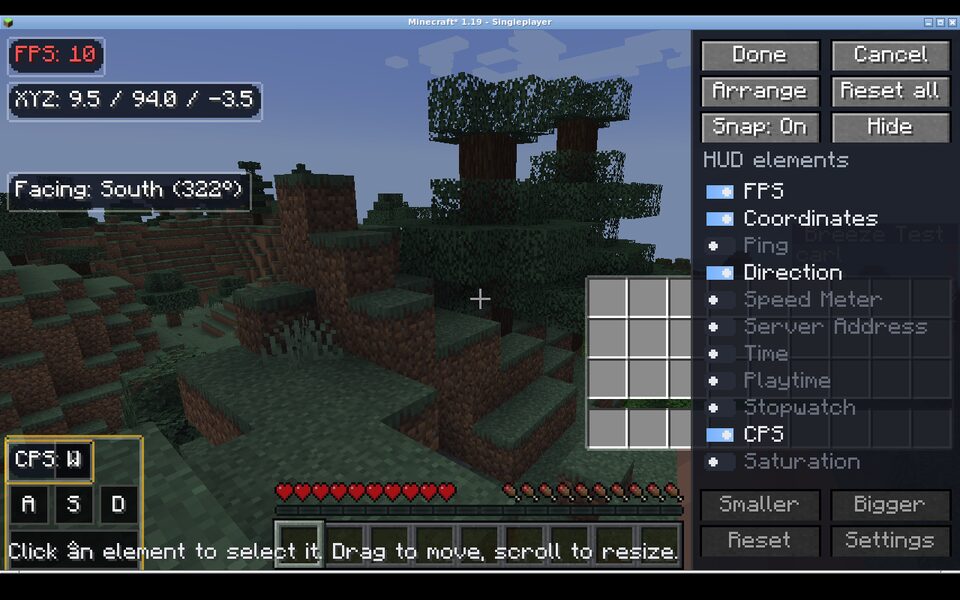 Minecraft* 1.19 - Singleplayer
FPS: 10
XYZ: 9.5 / 94.0 / -3.5
Facing: South (322°)
Done
Cancel
Arrange
Reset all
Snap: On
Hide
HUD elements
FPS
Coordinates
Ping
Direction
Speed Meter
Server Address
Time
Playtime
Stopwatch
CPS
Saturation
Smaller
Bigger
Reset
Settings
Breeze Test
CPS: W
A S D
Click an element to select it. Drag to move, scroll to resize.